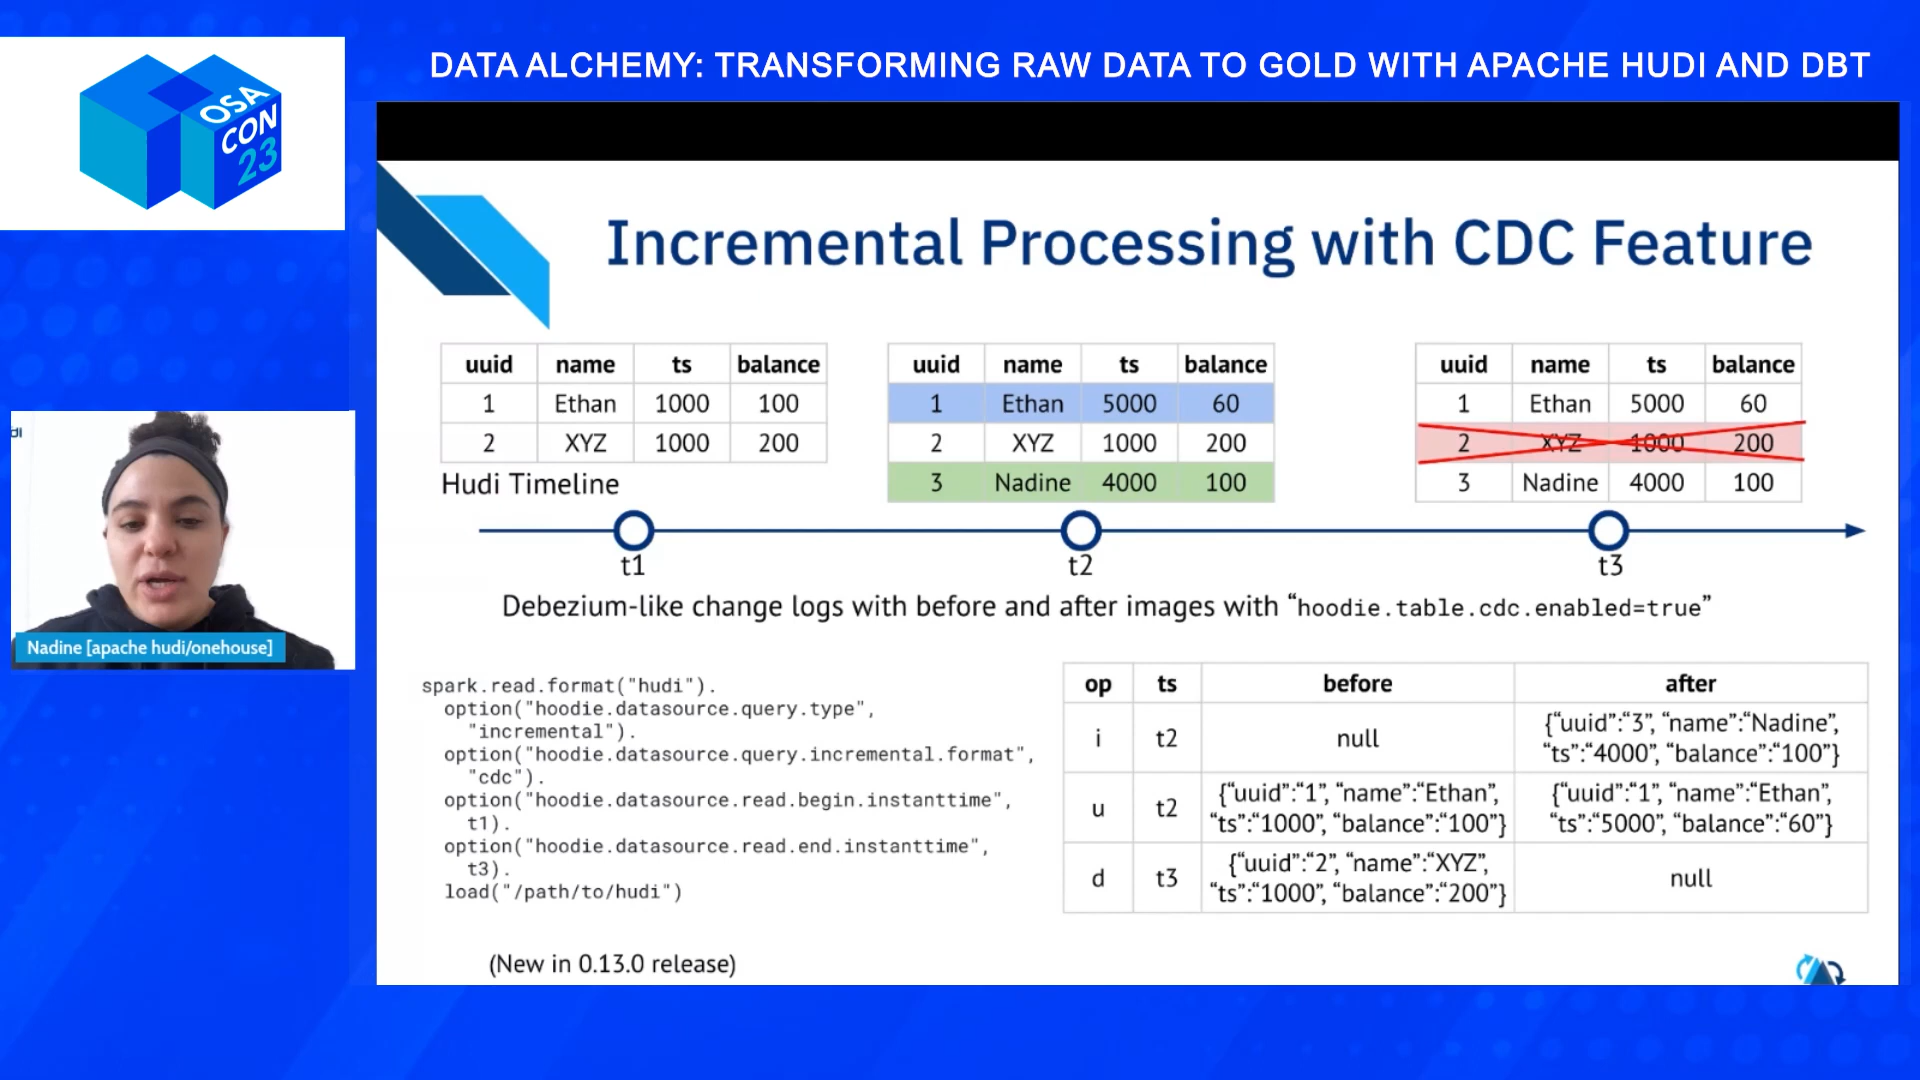 DATA ALCHEMY: TRANSFORMING RAW DATA TO GOLD WITH APACHE HUDI AND DBT
OSA
CON
23
Incremental Processing with CDC Feature
uuid name ts balance
1 Ethan 1000 100
2 XYZ 1000 200
uuid name ts balance
1 Ethan 5000 60
2 XYZ 1000 200
3 Nadine 4000 100
uuid name ts balance
1 Ethan 5000 60
2 XYZ 1000 200
3 Nadine 4000 100
Hudi Timeline
t1 t2 t3
Debezium-like change logs with before and after images with “hoodie.table.cdc.enabled=true”
spark.read.format("hudi").
option("hoodie.datasource.query.type",
"incremental").
option("hoodie.datasource.query.incremental.format",
"cdc").
option("hoodie.datasource.read.begin.instanttime",
t1).
option("hoodie.datasource.read.end.instanttime",
t3).
load("/path/to/hudi")
op ts before after
i t2 null {“uuid”:“3”, “name”:“Nadine”,
“ts”:“4000”, “balance”:“100”}
u t2 {“uuid”:“1”, “name”:“Ethan”, {“uuid”:“1”, “name”:“Ethan”,
“ts”:“1000”, “balance”:“100”} “ts”:“5000”, “balance”:“60”}
d t3 {“uuid”:“2”, “name”:“XYZ”, null
“ts”:“1000”, “balance”:“200”}
(New in 0.13.0 release)
Nadine [apache hudi/onehouse]